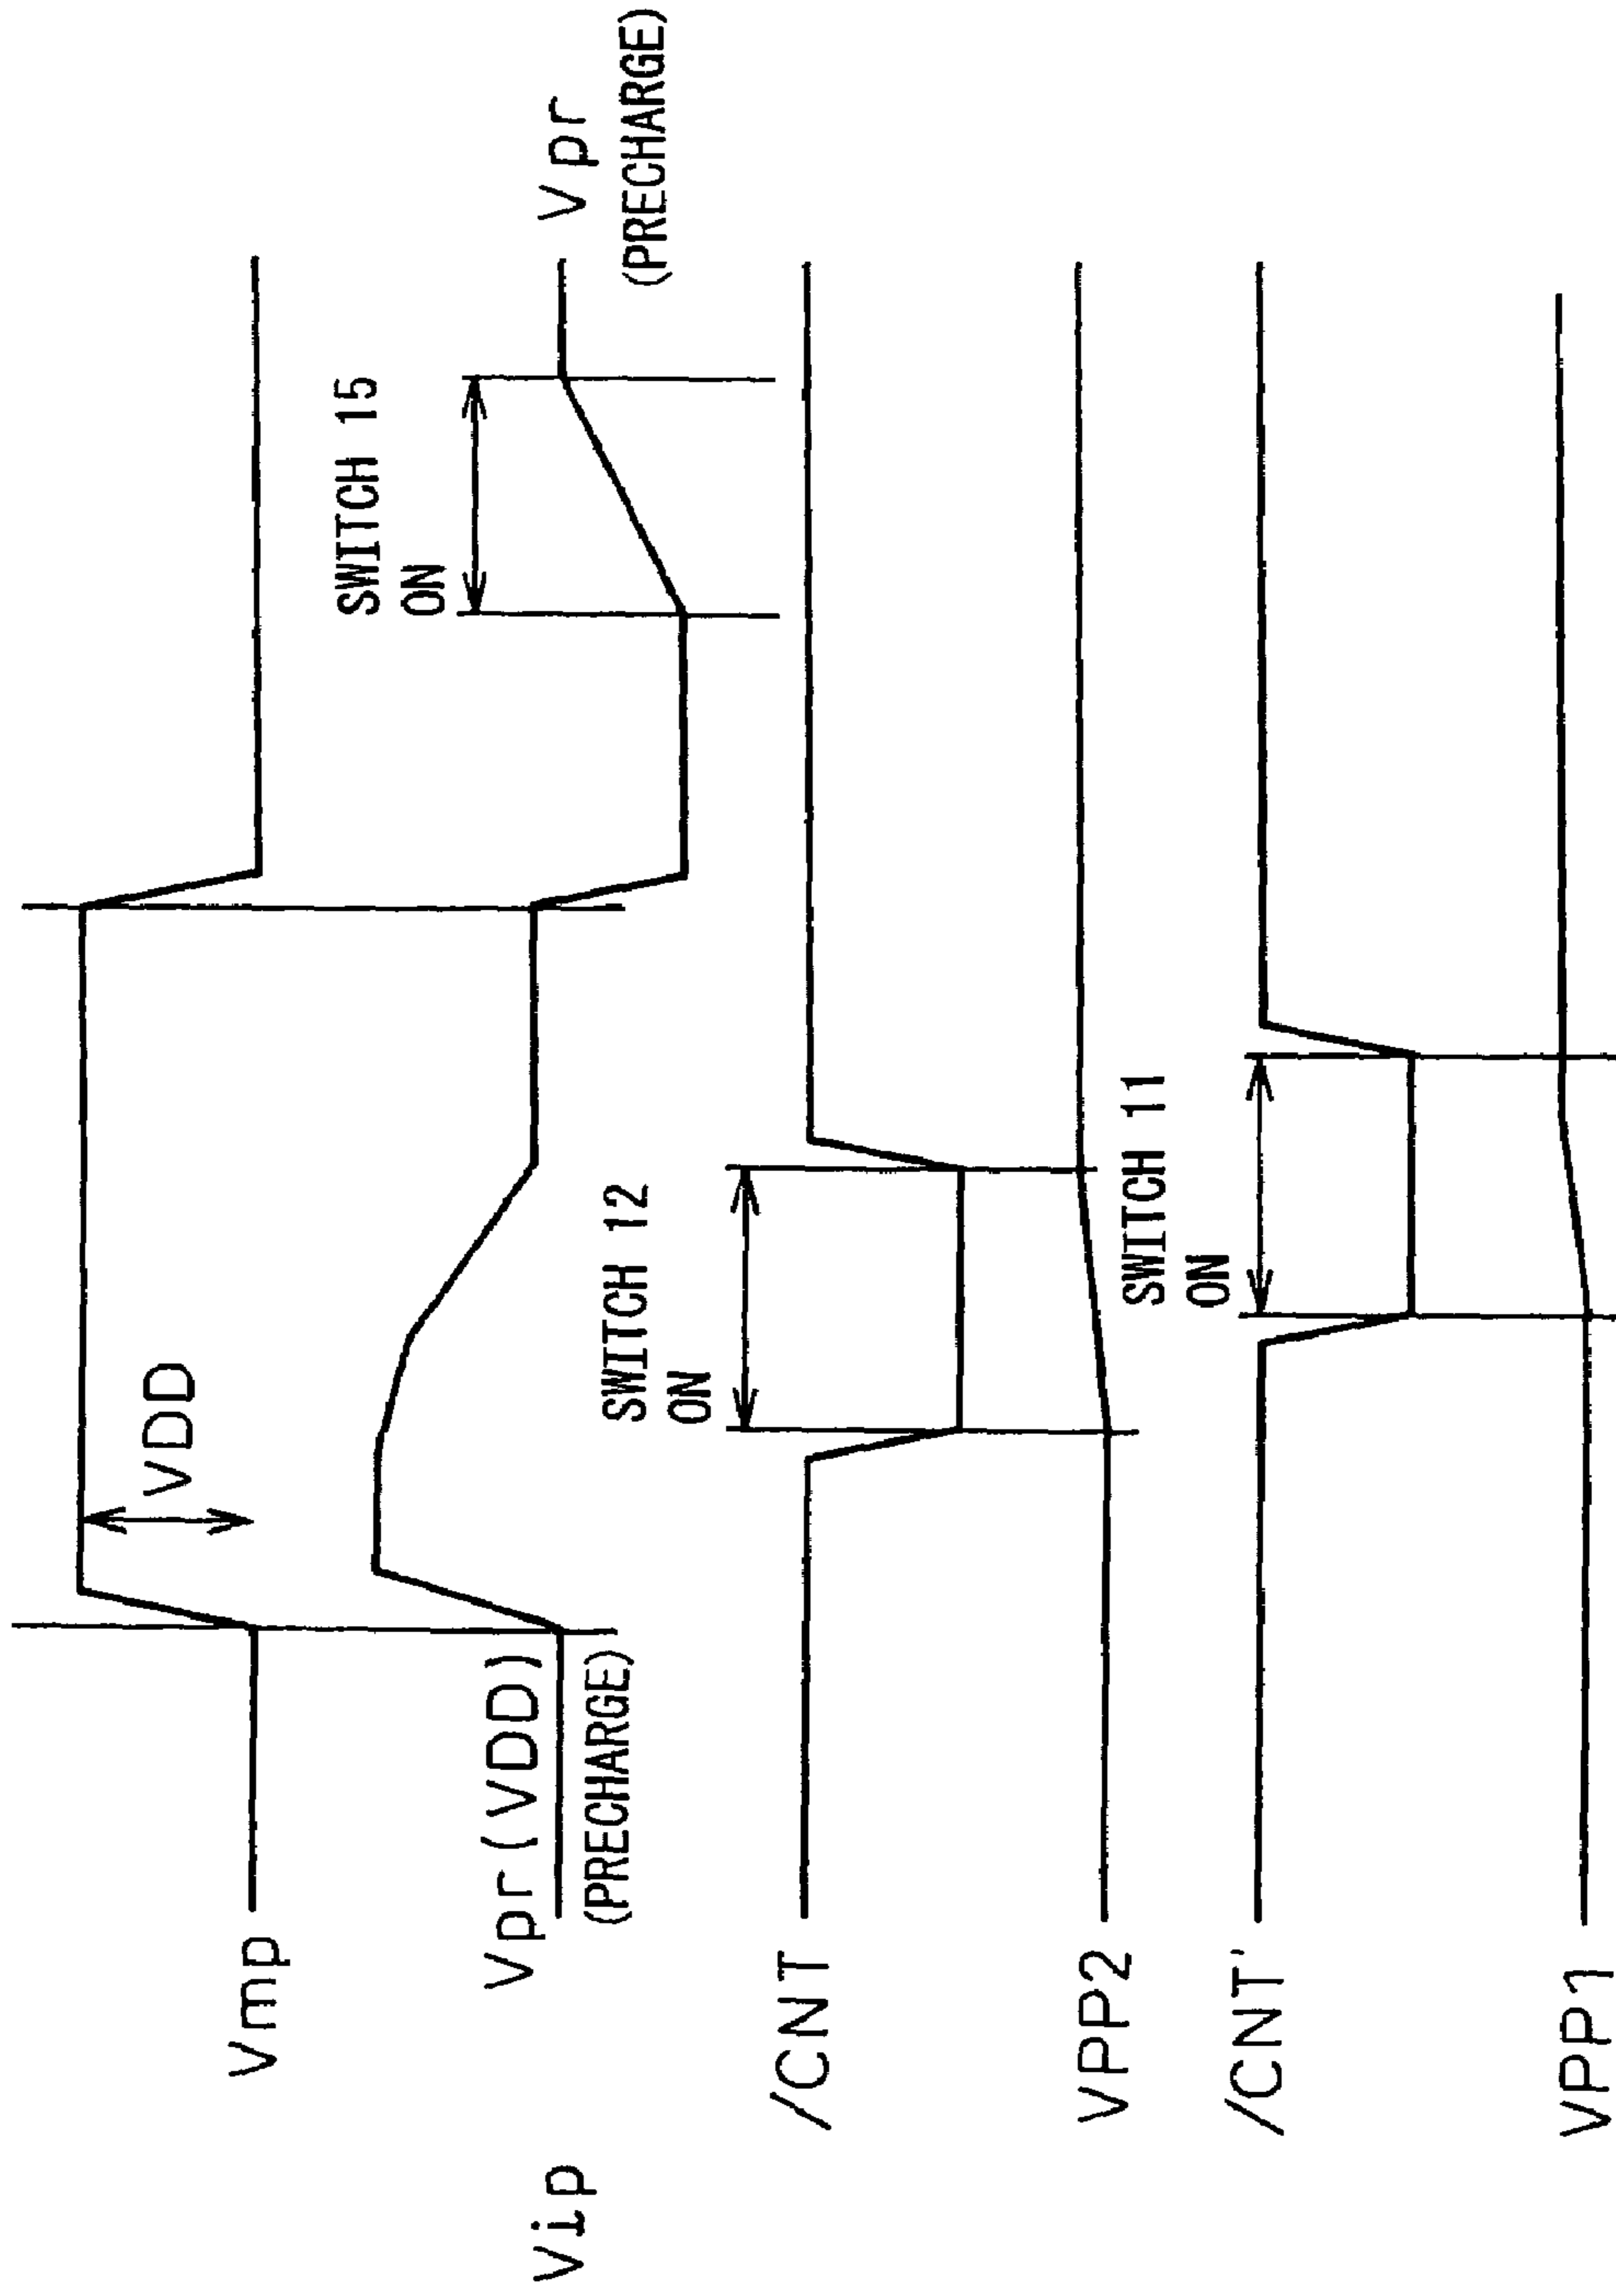 Vmp
VDD
Vip
Vpr(VDD)
(PRECHARGE)
SWITCH 15
ON
Vpr
(PRECHARGE)
/CNT
SWITCH 12
ON
VPP2
/CNT'
SWITCH 11
ON
VPP1